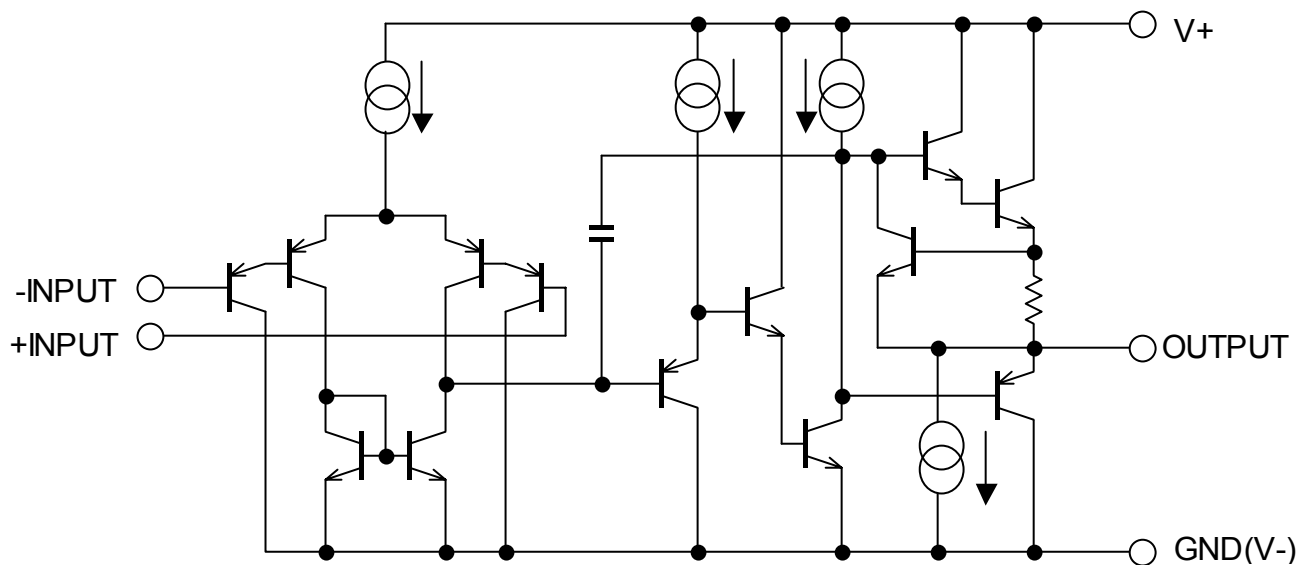 V+
-INPUT
+INPUT
OUTPUT
GND(V-)